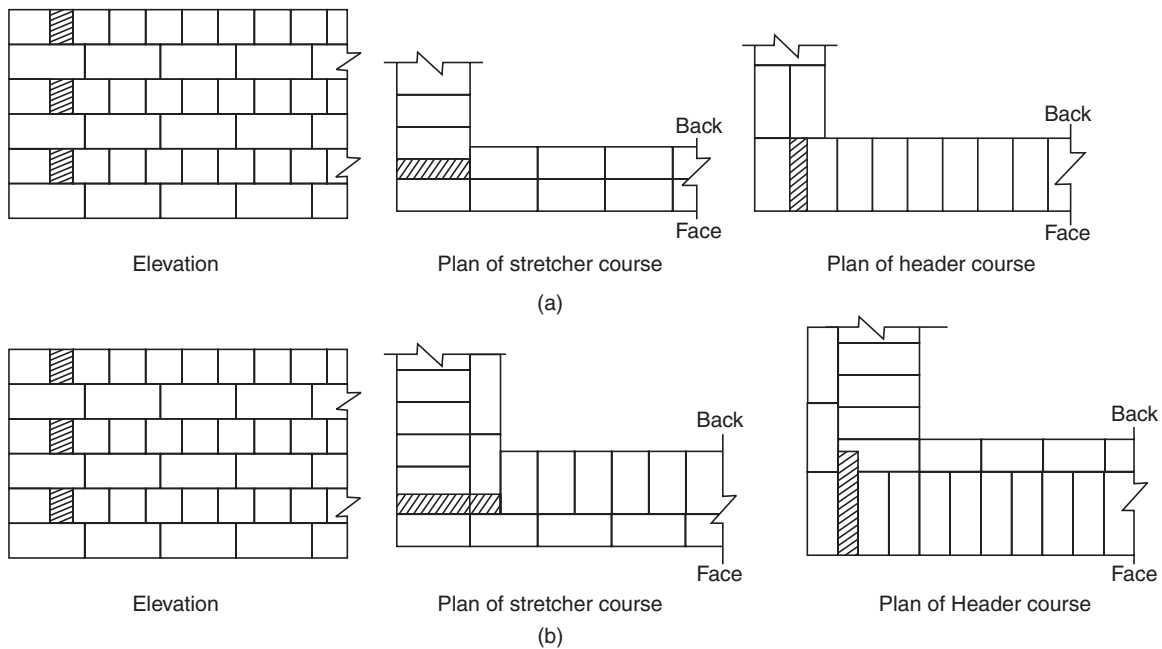 Back
Face
Back
Face
Elevation
Plan of stretcher course
Plan of header course
(a)
Back
Face
Back
Face
Elevation
Plan of stretcher course
Plan of Header course
(b)